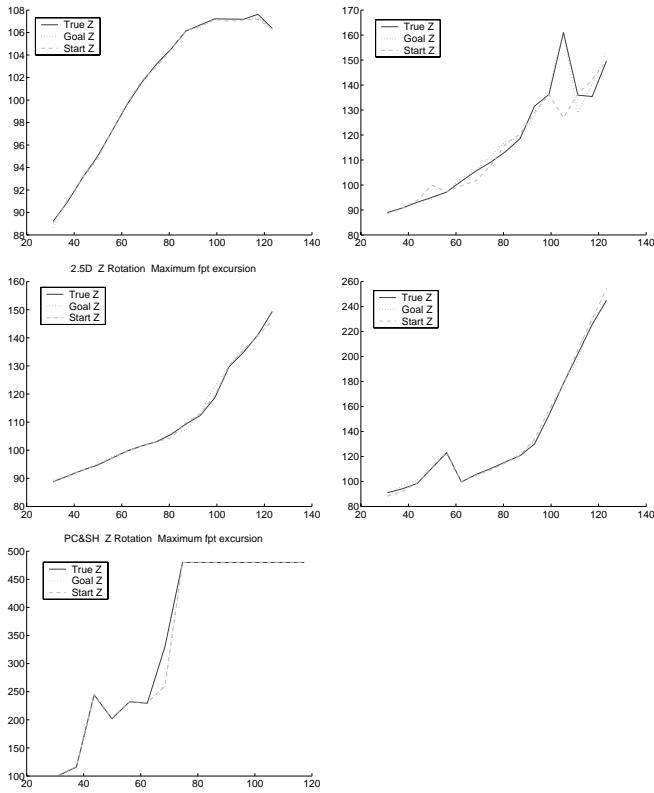 108
106
104
102
100
98
96
94
92
90
88
20 40 60 80 100 120 140
True Z
Goal Z
Start Z
170
160
150
140
130
120
110
100
90
80
20 40 60 80 100 120 140
True Z
Goal Z
Start Z
2.5D Z Rotation Maximum fpt excursion
160
150
140
130
120
110
100
90
80
20 40 60 80 100 120 140
True Z
Goal Z
Start Z
260
240
220
200
180
160
140
120
100
80
20 40 60 80 100 120 140
True Z
Goal Z
Start Z
PC&SH Z Rotation Maximum fpt excursion
500
450
400
350
300
250
200
150
100
20 40 60 80 100 120
True Z
Goal Z
Start Z